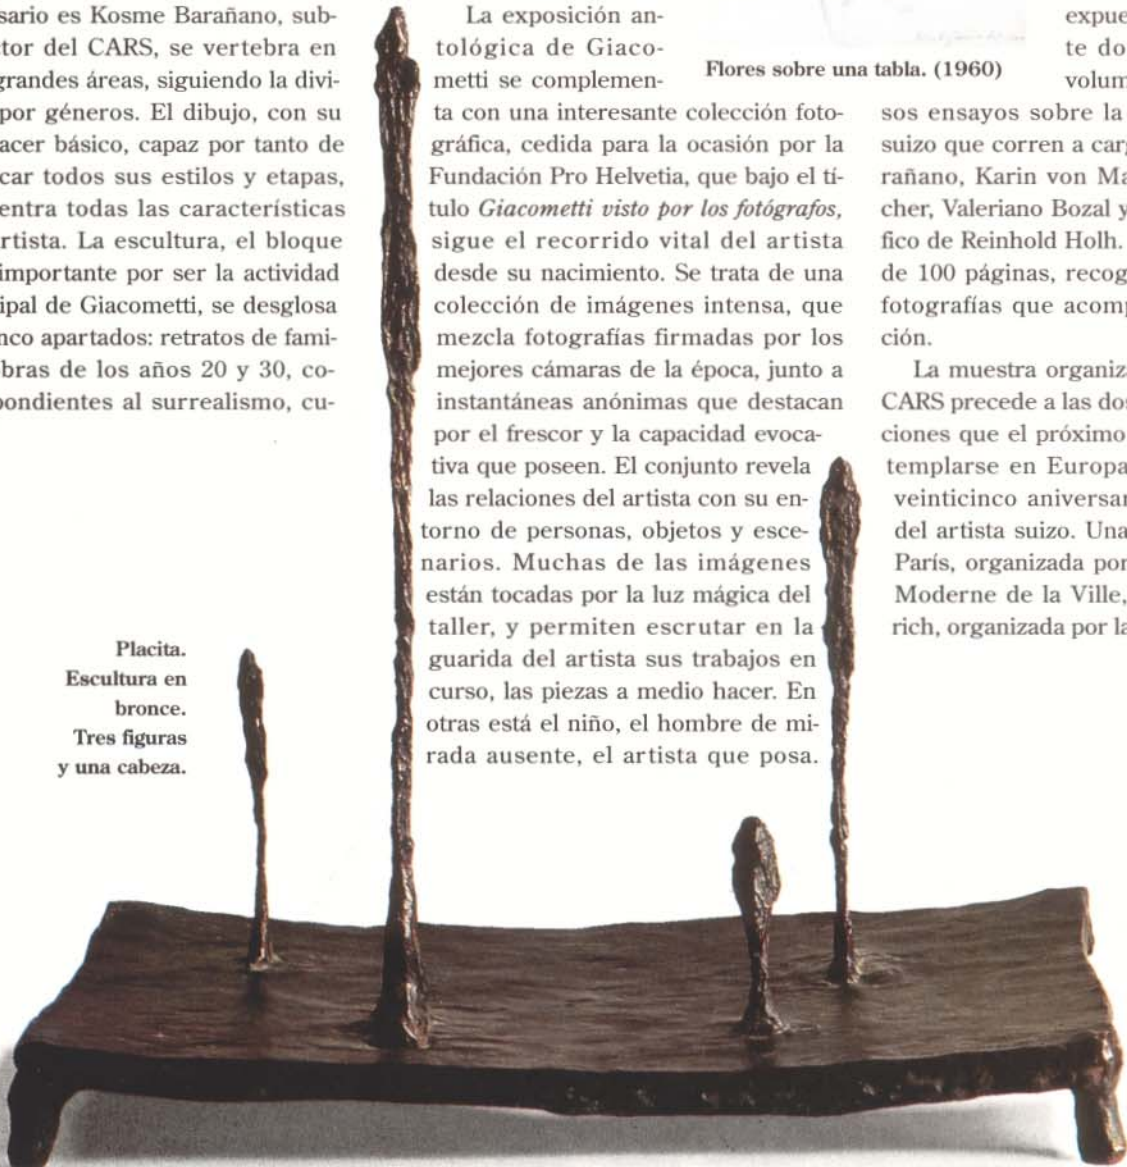 sario es Kosme Barañano, sub-
tor del CARS, se vertebra en
grandes áreas, siguiendo la divi-
por géneros. El dibujo, con su
acer básico, capaz por tanto de
car todos sus estilos y etapas,
entra todas las características
rtista. La escultura, el bloque
importante por ser la actividad
ipal de Giacometti, se desglosa
nco apartados: retratos de fami-
bras de los años 20 y 30, co-
pondientes al surrealismo, cu-
Placita.
Escultura en
bronce.
Tres figuras
y una cabeza.
La exposición an-
tológica de Giaco-
metti se complemen-
ta con una interesante colección foto-
gráfica, cedida para la ocasión por la
Fundación Pro Helvetia, que bajo el tí-
tulo Giacometti visto por los fotógrafos,
sigue el recorrido vital del artista
desde su nacimiento. Se trata de una
colección de imágenes intensa, que
mezcla fotografías firmadas por los
mejores cámaras de la época, junto a
instantáneas anónimas que destacan
por el frescor y la capacidad evoca-
tiva que poseen. El conjunto revela
las relaciones del artista con su en-
torno de personas, objetos y esce-
narios. Muchas de las imágenes
están tocadas por la luz mágica del
taller, y permiten escrutar en la
guarida del artista sus trabajos en
curso, las piezas a medio hacer. En
otras está el niño, el hombre de mi-
rada ausente, el artista que posa.
Flores sobre una tabla. (1960)
expue
te do
volum
sos ensayos sobre la
suizo que corren a carg
rañano, Karin von Ma
cher, Valeriano Bozal y
fico de Reinhold Holh.
de 100 páginas, recog
fotografías que acomp
ción.
La muestra organiza
CARS precede a las dos
ciones que el próximo
templarse en Europa
veinticinco aniversar
del artista suizo. Una
París, organizada por
Moderne de la Ville,
rich, organizada por la